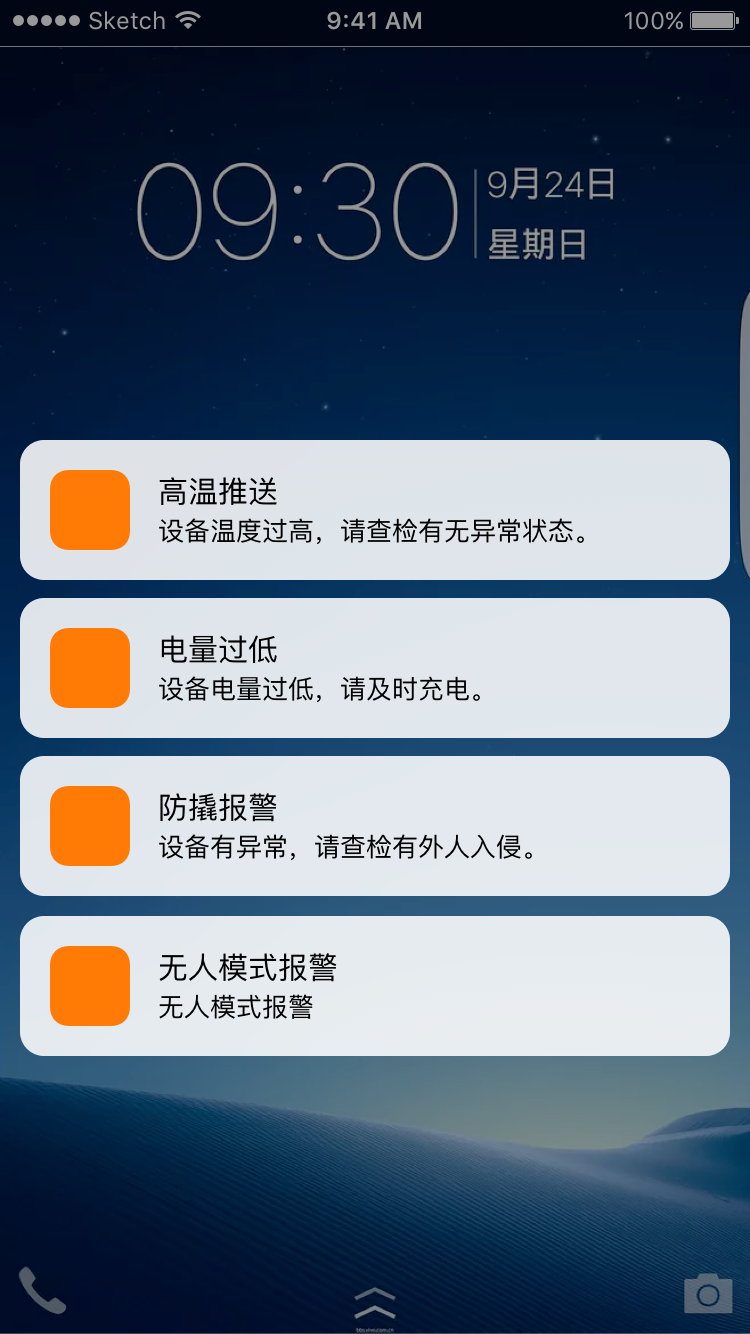 Sketch 9:41 AM 100%
09:30 9月24日
星期日
高温推送
设备温度过高，请查检有无异常状态。
电量过低
设备电量过低，请及时充电。
防撬报警
设备有异常，请查检有外人入侵。
无人模式报警
无人模式报警